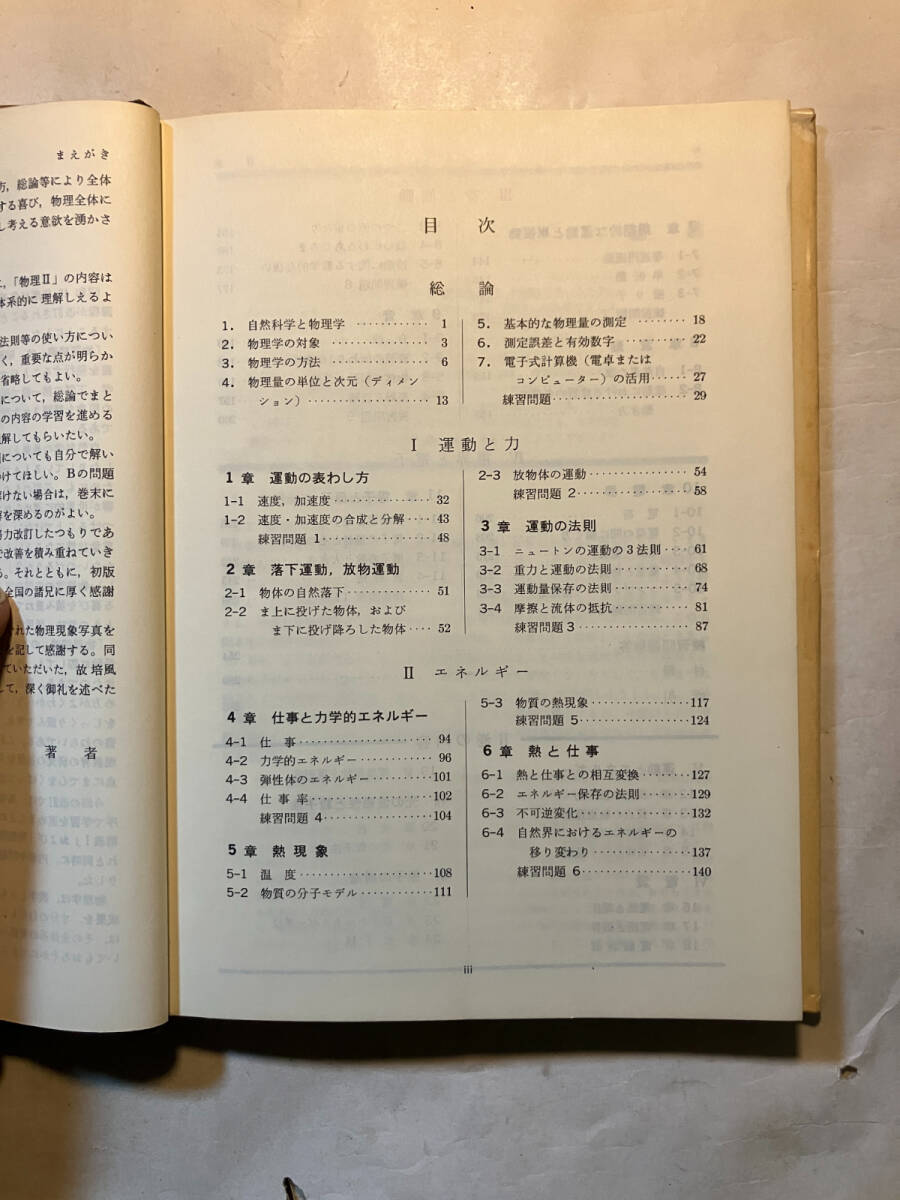 まえがき
方，総論等により全体
する喜び，物理全体に
し考える意欲を湧かさ
，「物理Ⅱ」の内容は
体系的に理解しえるよ
法則等の使い方につい
く，重要な点が明らか
省略してもよい。
について，総論でまと
の内容の学習を進める
理解してもらいたい。
についても自分で解い
つけてほしい。Bの問題
解けない場合は，巻末に
を深めるのがよい。
努力改訂したつもりであ
で改善を積み重ねていき
る。それとともに，初版
全国の諸兄に厚く感謝
された物理現象写真を
を記して感謝する。同
ていただいた，故培風
して，深く御礼を述べた
著者
目次
総論
1. 自然科学と物理学 ………… 1
2. 物理学の対象 ………… 3
3. 物理学の方法 ………… 6
4. 物理量の単位と次元（ディメン
ション）………… 13
5. 基本的な物理量の測定 ………… 18
6. 測定誤差と有効数字 ………… 22
7. 電子式計算機（電卓または
コンピューター）の活用 ………… 27
練習問題 ………… 29
Ⅰ 運動と力
1章 運動の表わし方
1-1 速度，加速度 ………… 32
1-2 速度・加速度の合成と分解 ………… 43
練習問題 1 ………… 48
2章 落下運動，放物運動
2-1 物体の自然落下 ………… 51
2-2 ま上に投げた物体，および
ま下に投げ降ろした物体 … 52
2-3 放物体の運動 ………… 54
練習問題 2 ………… 58
3章 運動の法則
3-1 ニュートンの運動の3法則 … 61
3-2 重力と運動の法則 ………… 68
3-3 運動量保存の法則 ………… 74
3-4 摩擦と流体の抵抗 ………… 81
練習問題 3 ………… 87
Ⅱ エネルギー
4章 仕事と力学的エネルギー
4-1 仕事 ………… 94
4-2 力学的エネルギー ………… 96
4-3 弾性体のエネルギー ………… 101
4-4 仕事率 ………… 102
練習問題 4 ………… 104
5章 熱現象
5-1 温度 ………… 108
5-2 物質の分子モデル ………… 111
5-3 物質の熱現象 ………… 117
練習問題 5 ………… 124
6章 熱と仕事
6-1 熱と仕事との相互変換 ………… 127
6-2 エネルギー保存の法則 ………… 129
6-3 不可逆変化 ………… 132
6-4 自然界におけるエネルギーの
移り変わり ………… 137
練習問題 6 ………… 140
iii